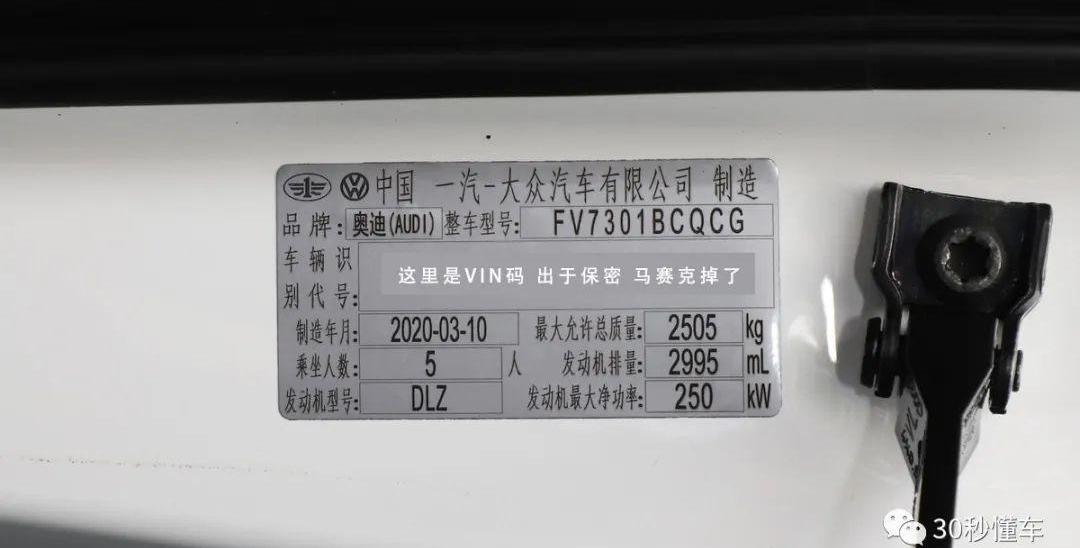 中国 一汽-大众汽车有限公司 制造
品牌: 奥迪(AUDI) 整车型号: FV7301BCQCG
车辆识
别代号:
这里是VIN码 出于保密 马赛克掉了
制造年月: 2020-03-10 最大允许总质量: 2505 kg
乘坐人数: 5 人 发动机排量: 2995 mL
发动机型号: DLZ 发动机最大净功率: 250 kW
30秒懂车